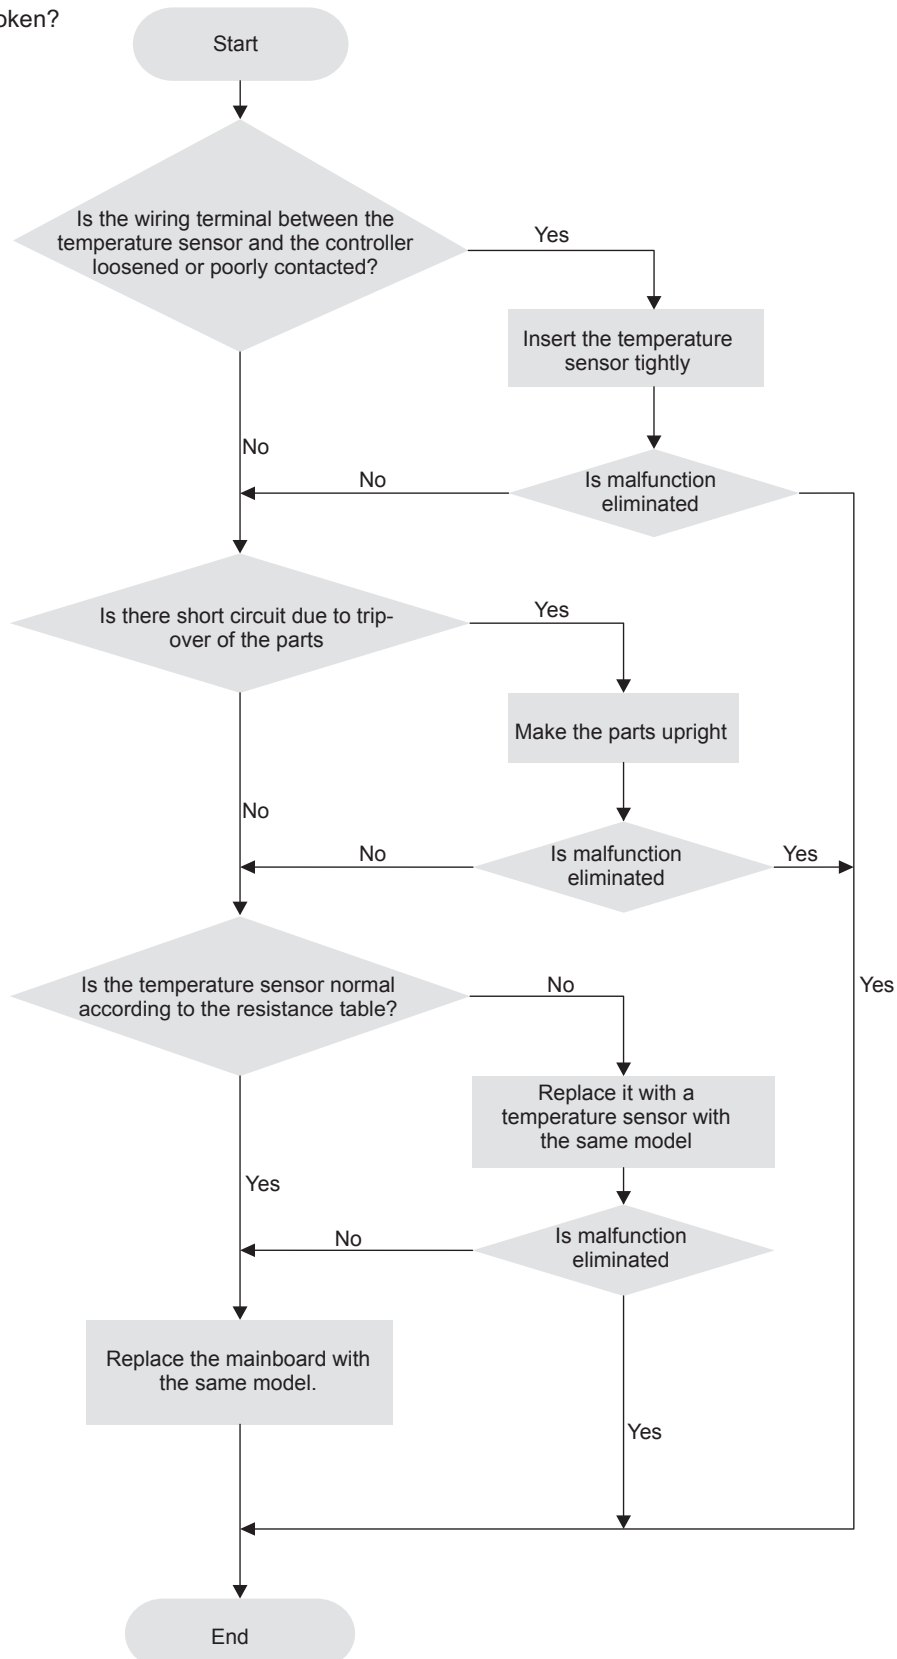 oken?
Start
Is the wiring terminal between the
temperature sensor and the controller
loosened or poorly contacted?
Yes
Insert the temperature
sensor tightly
No
No
Is malfunction
eliminated
Is there short circuit due to trip-
over of the parts
Yes
Make the parts upright
No
No
Is malfunction
eliminated
Yes
Is the temperature sensor normal
according to the resistance table?
No
Yes
Replace it with a
temperature sensor with
the same model
Yes
No
Is malfunction
eliminated
Replace the mainboard with
the same model.
Yes
End